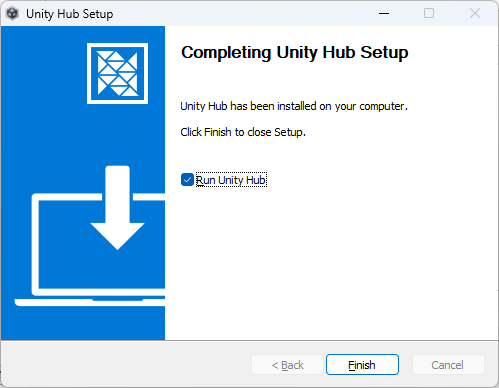 Unity Hub Setup
Completing Unity Hub Setup
Unity Hub has been installed on your computer.
Click Finish to close Setup.
Run Unity Hub
< Back
Finish
Cancel